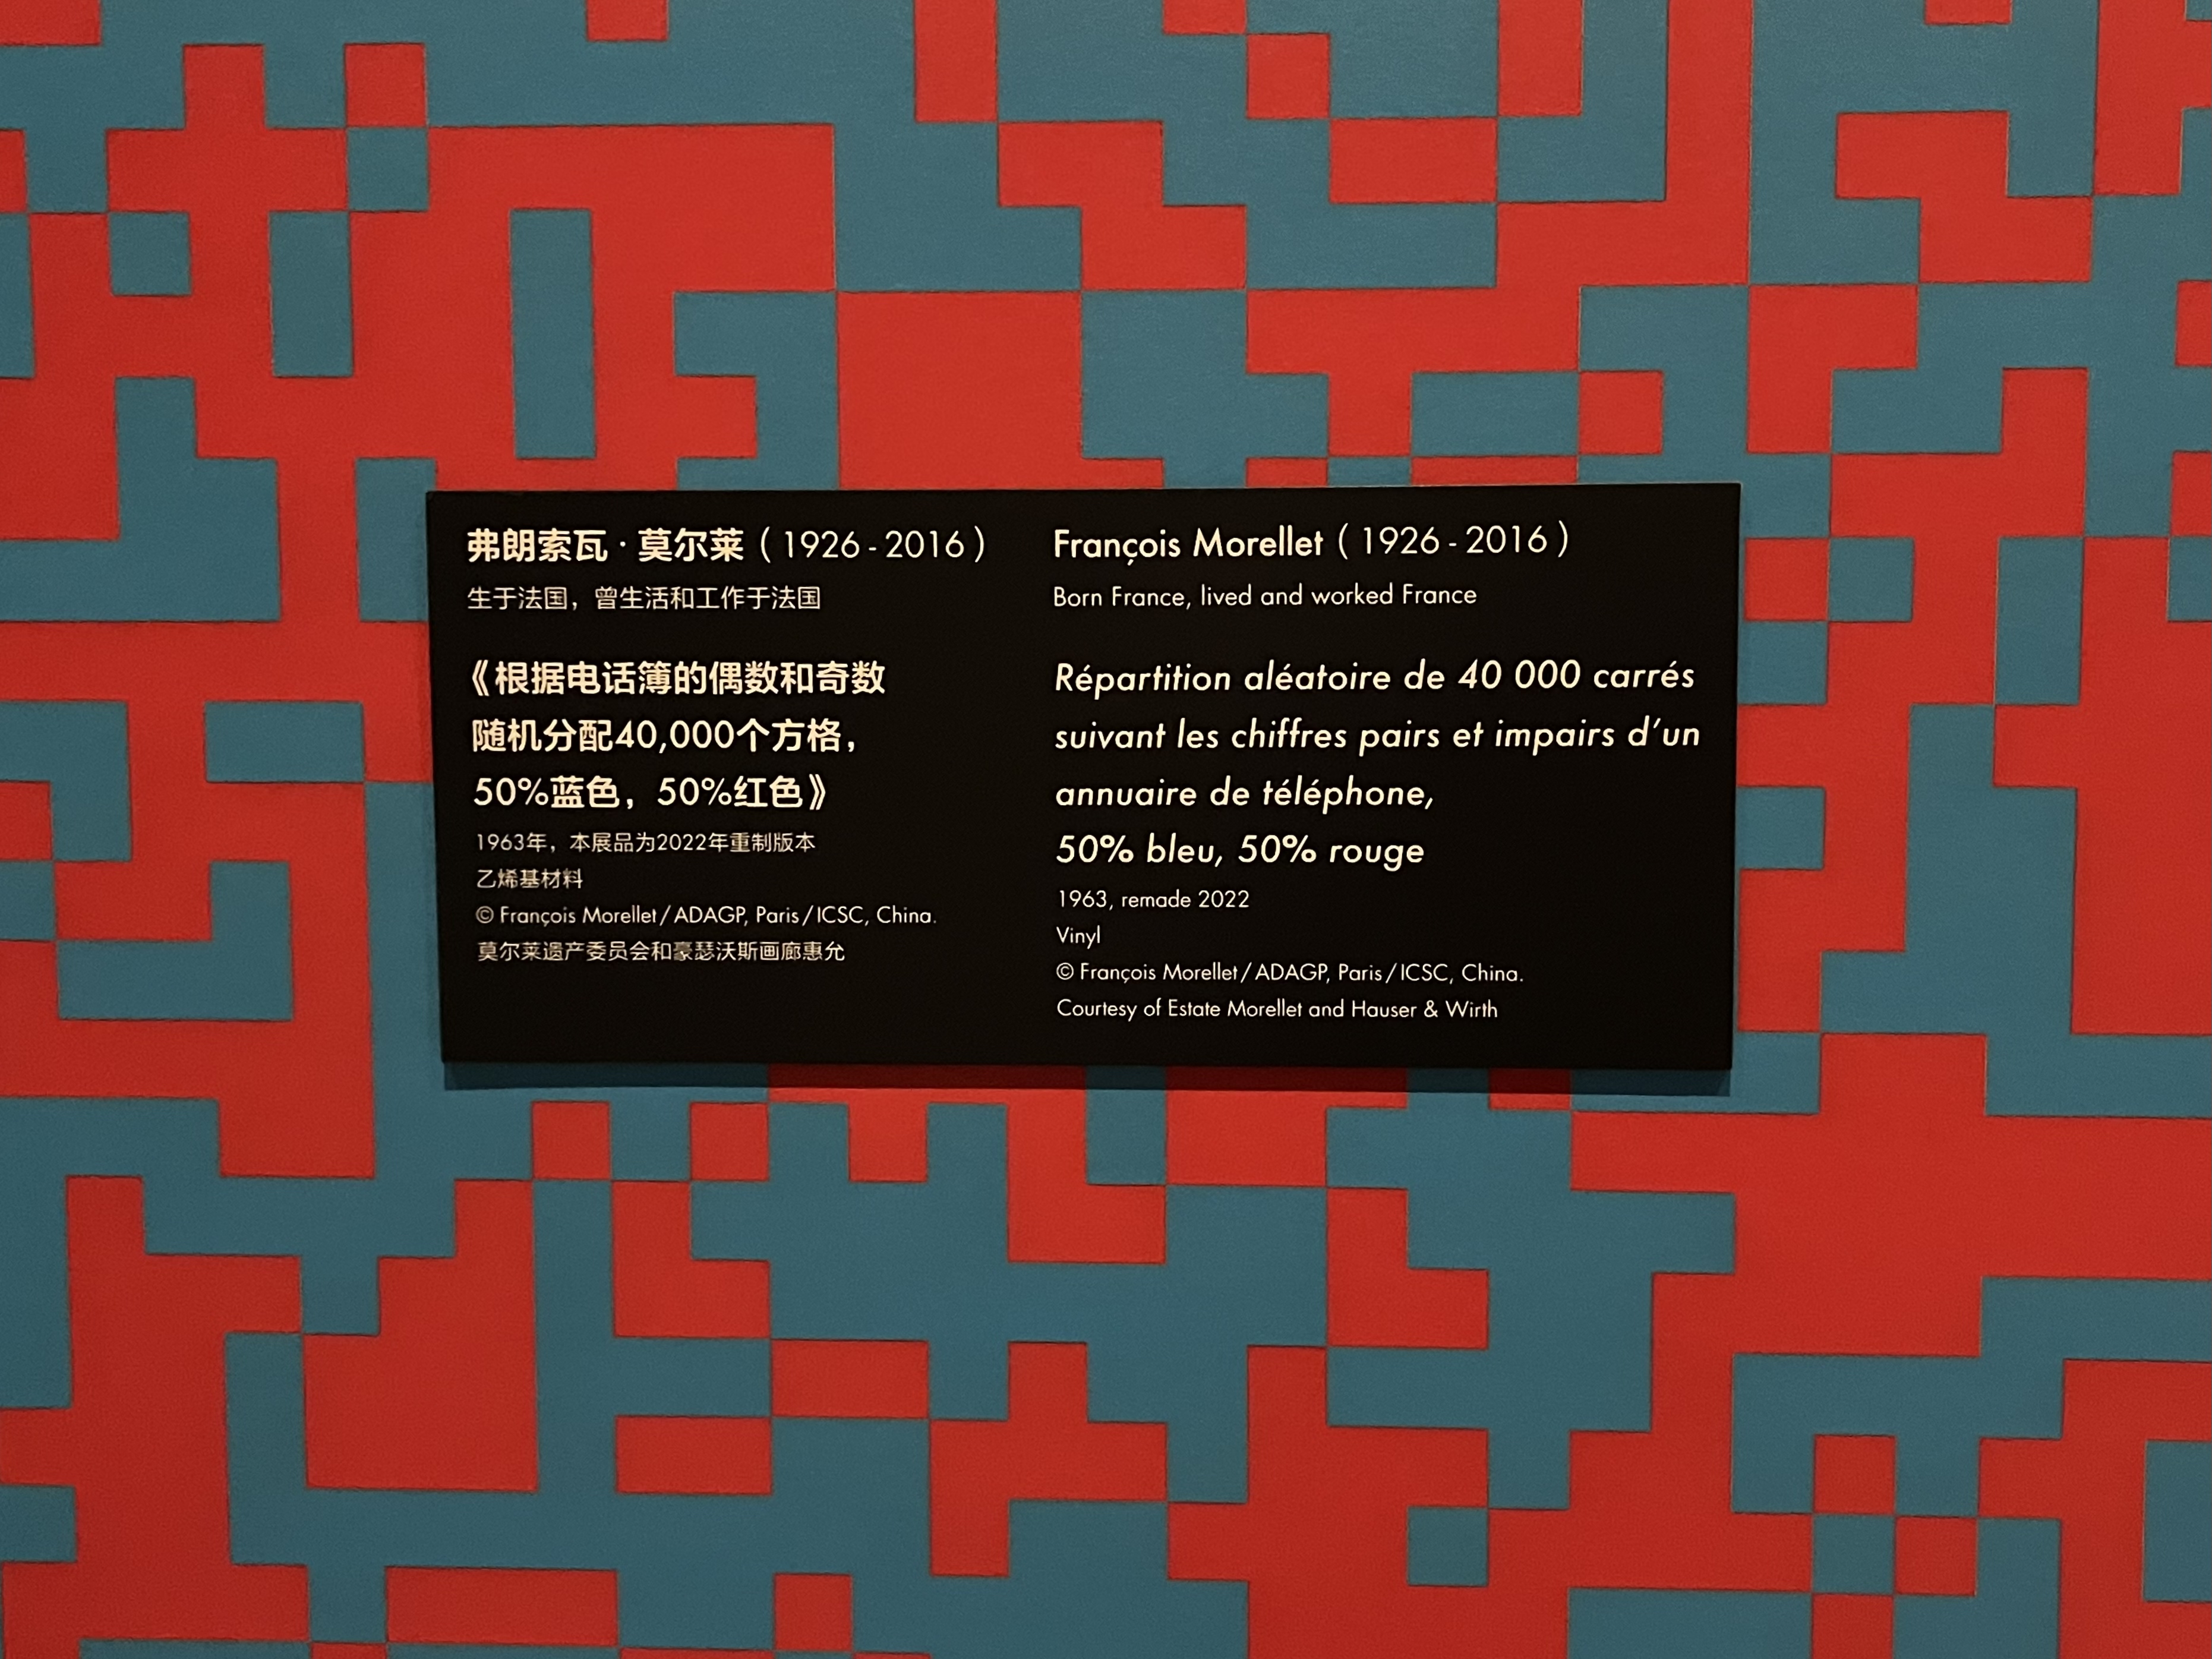 弗朗索瓦·莫尔莱（1926-2016）
生于法国，曾生活和工作于法国
《根据电话簿的偶数和奇数
随机分配40,000个方格，
50%蓝色，50%红色》
1963年，本展品为2022年重制版本
乙烯基材料
© François Morellet/ADAGP, Paris/ICSC, China.
莫尔莱遗产委员会和豪瑟沃斯画廊惠允
François Morellet (1926-2016)
Born France, lived and worked France
Répartition aléatoire de 40 000 carrés
suivant les chiffres pairs et impairs d'un
annuaire de téléphone,
50% bleu, 50% rouge
1963, remade 2022
Vinyl
© François Morellet/ADAGP, Paris/ICSC, China.
Courtesy of Estate Morellet and Hauser & Wirth